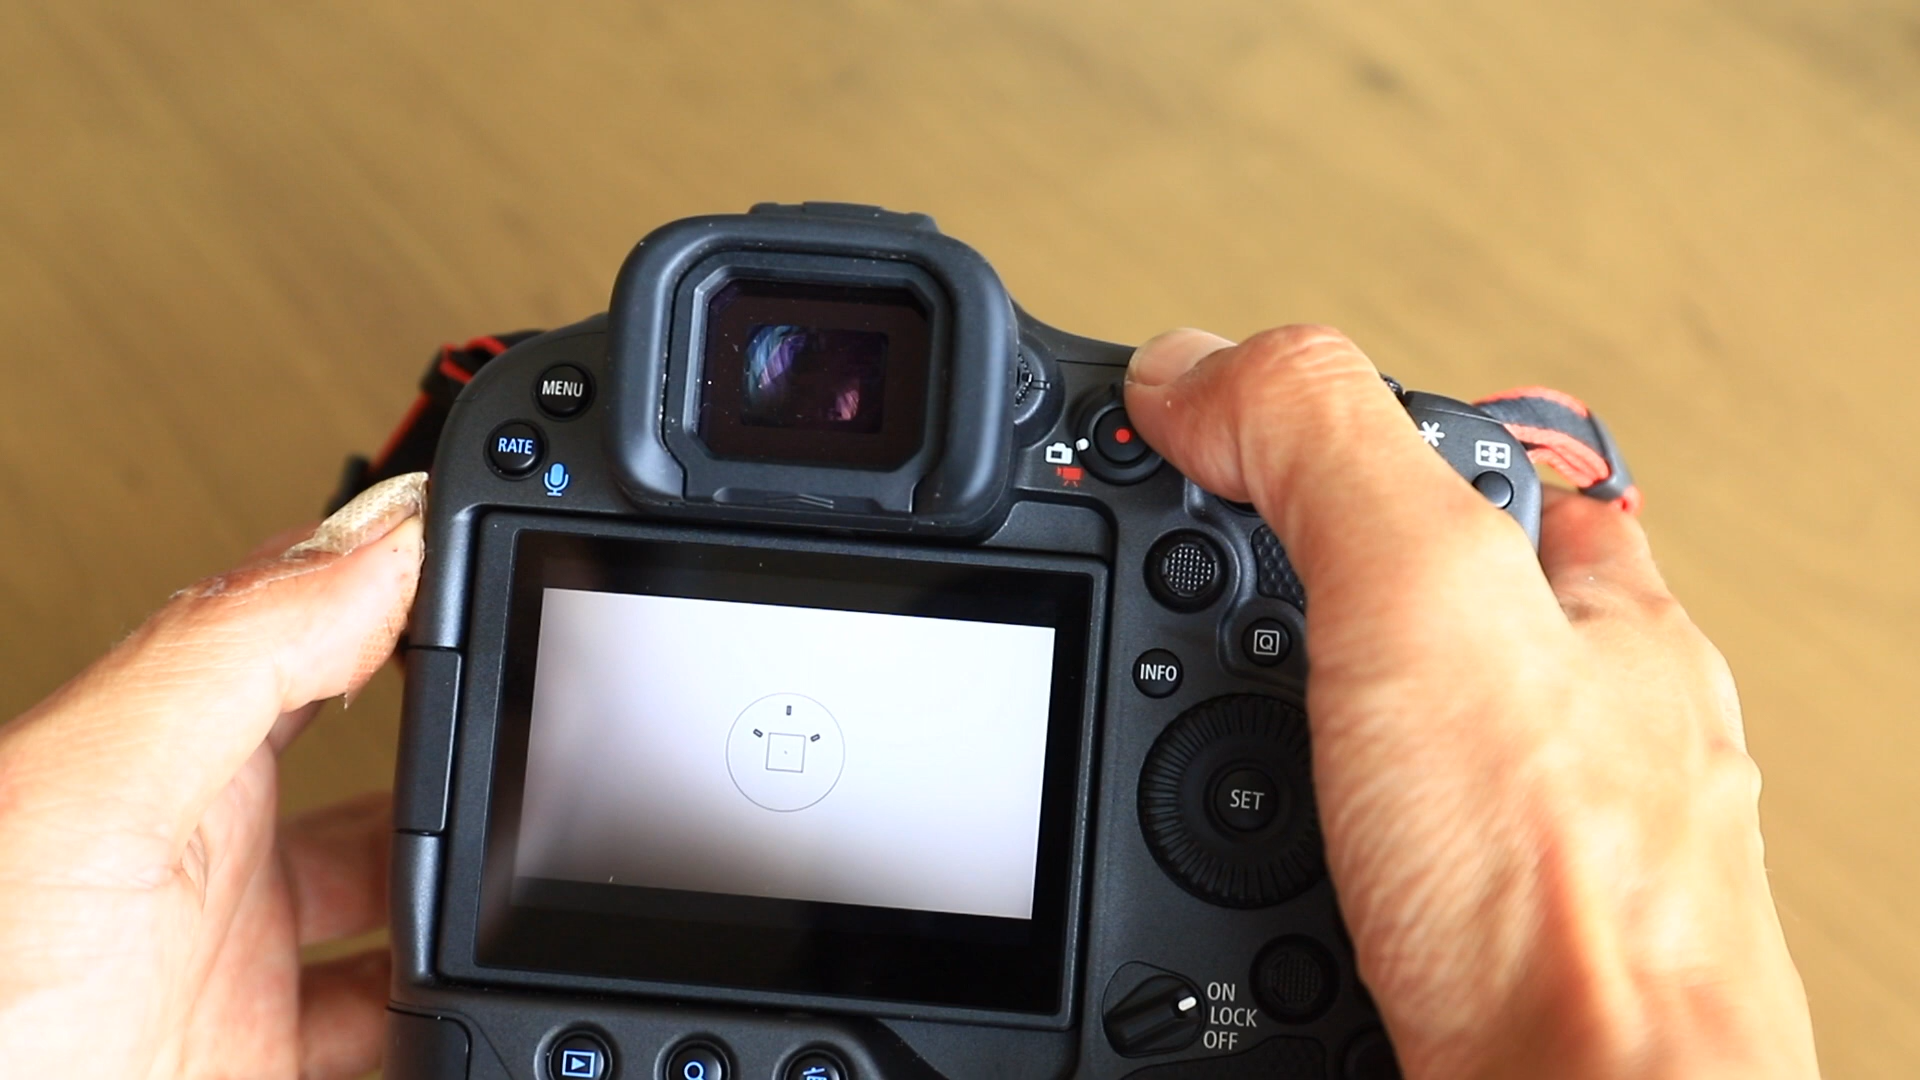 MENU
RATE
INFO
Q
SET
ON
LOCK
OFF